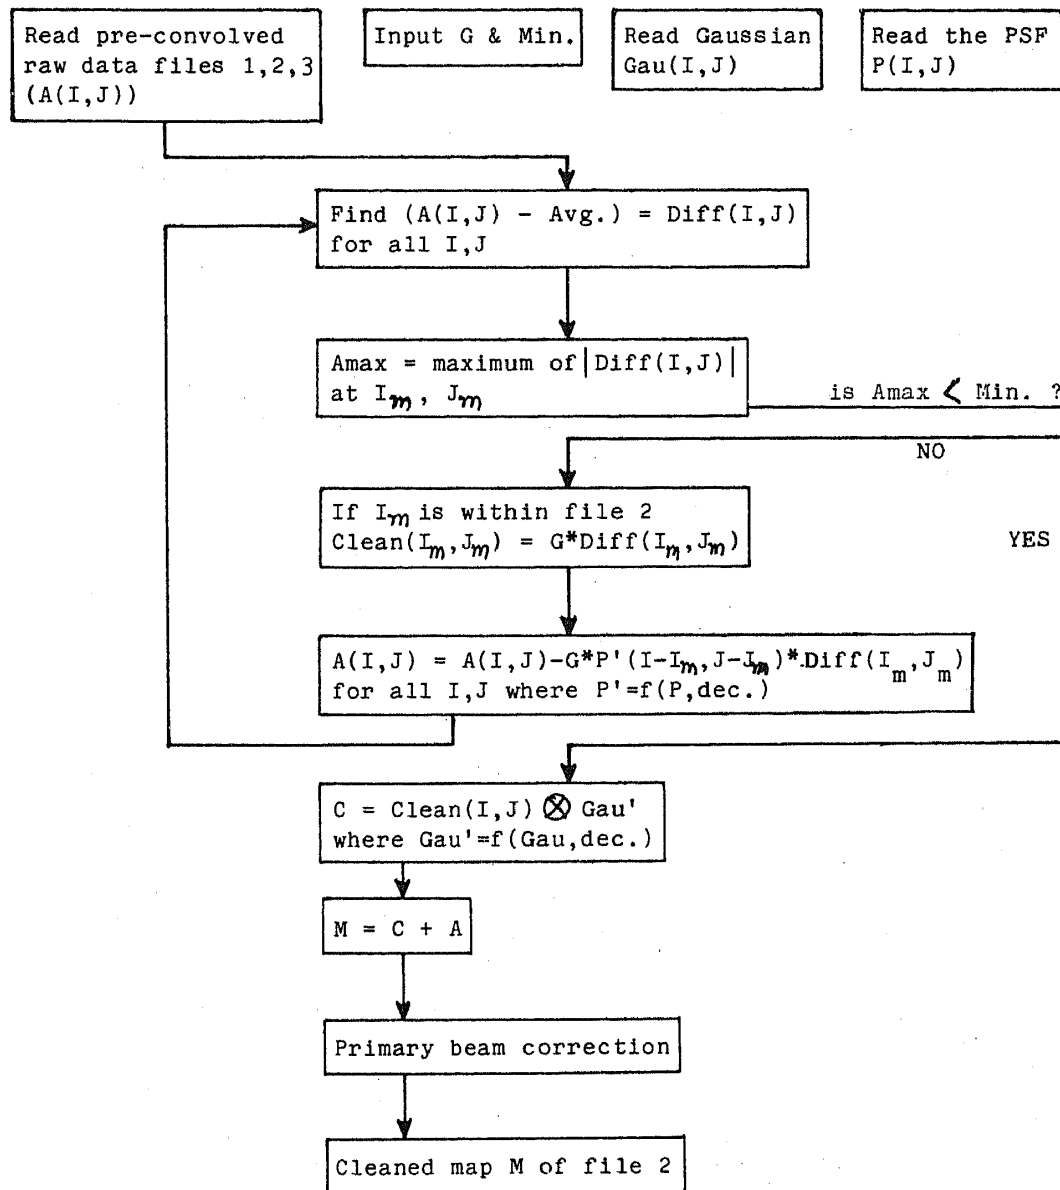 Read pre-convolved
raw data files 1,2,3
(A(I,J))
Input G & Min.
Read Gaussian
Gau(I,J)
Read the PSF
P(I,J)
Find (A(I,J) - Avg.) = Diff(I,J)
for all I,J
Amax = maximum of |Diff(I,J)|
at Im, Jm
is Amax < Min. ?
NO
If Im is within file 2
Clean(Im,Jm) = G*Diff(Im,Jm)
YES
A(I,J) = A(I,J)-G*P'(I-Im,J-Jm)*.Diff(Im,Jm)
for all I,J where P'=f(P,dec.)
C = Clean(I,J) ⊗ Gau'
where Gau'=f(Gau,dec.)
M = C + A
Primary beam correction
Cleaned map M of file 2